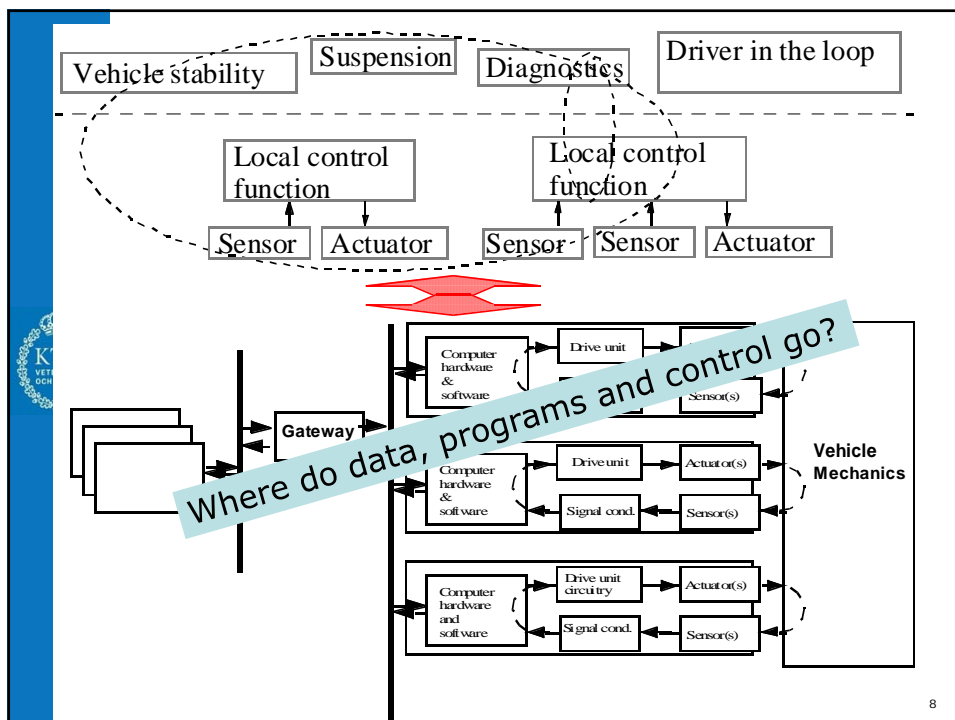 Vehicle stability
Suspension
Diagnostics
Driver in the loop
Local control
function
Local control
function
Sensor
Actuator
Sensor
Sensor
Actuator
Where do data, programs and control go?
Gateway
Computer
hardware
&
software
Drive unit
Sensor(s)
Computer
hardware
&
software
Drive unit
Actuator(s)
Signal cond.
Sensor(s)
Computer
hardware
and
software
Drive unit
circuitry
Actuator(s)
Signal cond.
Sensor(s)
Vehicle
Mechanics
8